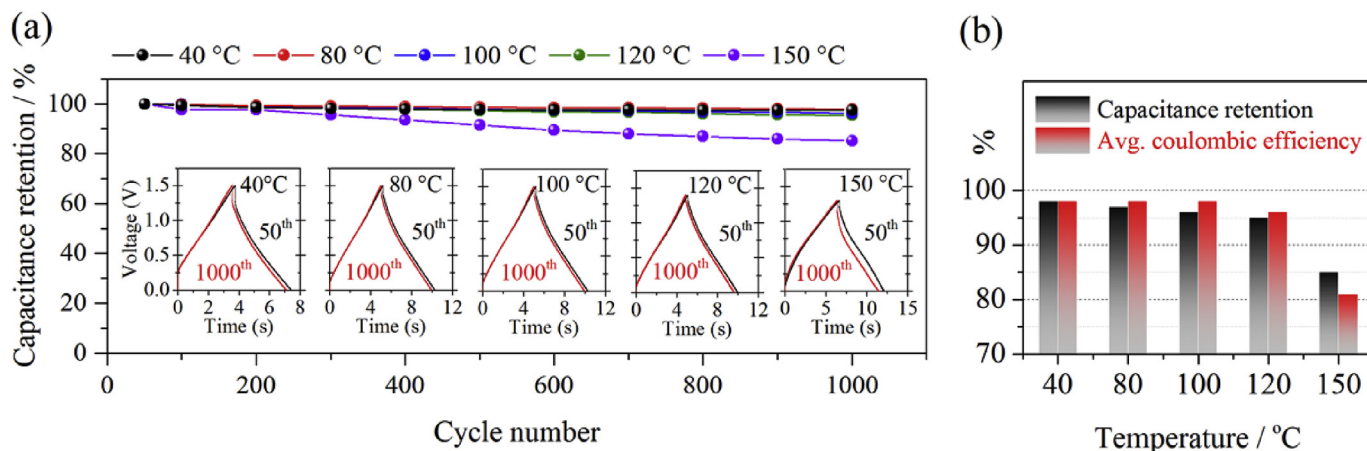 (a)
40 °C 80 °C 100 °C 120 °C 150 °C
Capacitance retention / %
100
80
60
40
20
0
0 200 400 600 800 1000
Cycle number
Voltage (V)
1.5
1.0
0.5
0.0
40°C
50th
1000th
0 2 4 6 8
Time (s)
80 °C
50th
1000th
0 4 8 12
Time (s)
100 °C
50th
1000th
0 4 8 12
Time (s)
120 °C
50th
1000th
0 4 8 12
Time (s)
150 °C
50th
1000th
0 5 10 15
Time (s)
(b)
Capacitance retention
Avg. coulombic efficiency
%
100
90
80
70
40 80 100 120 150
Temperature / °C